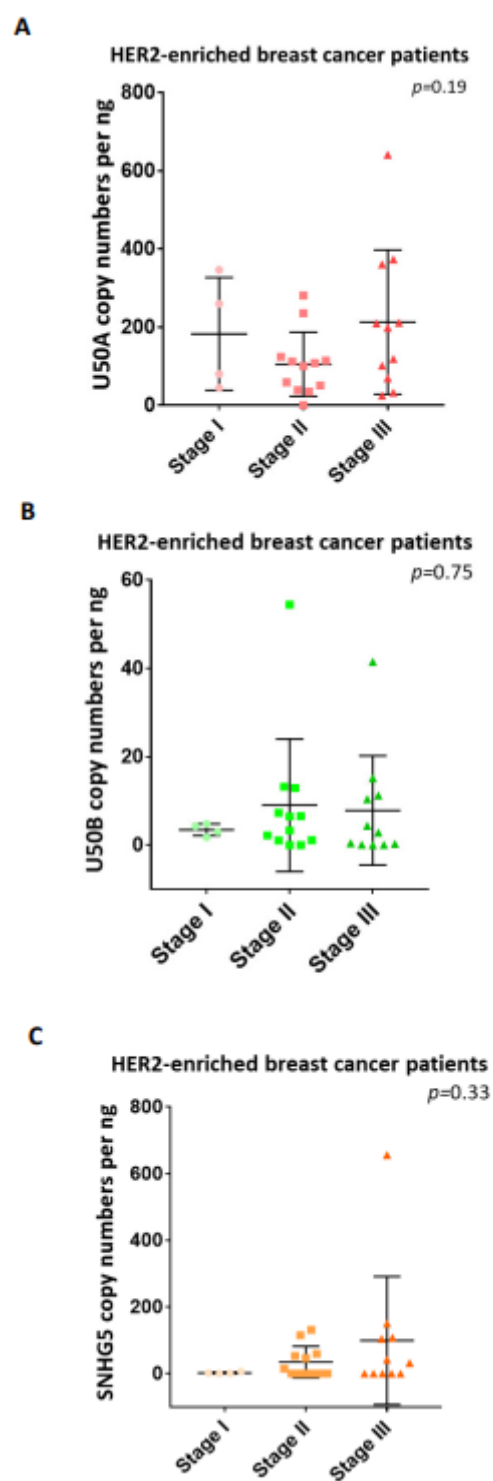 A
HER2-enriched breast cancer patients
p=0.19
U50A copy numbers per ng
800
600
400
200
0
Stage I
Stage II
Stage III
B
HER2-enriched breast cancer patients
p=0.75
U50B copy numbers per ng
60
40
20
0
Stage I
Stage II
Stage III
C
HER2-enriched breast cancer patients
p=0.33
SNHG5 copy numbers per ng
800
600
400
200
0
Stage I
Stage II
Stage III